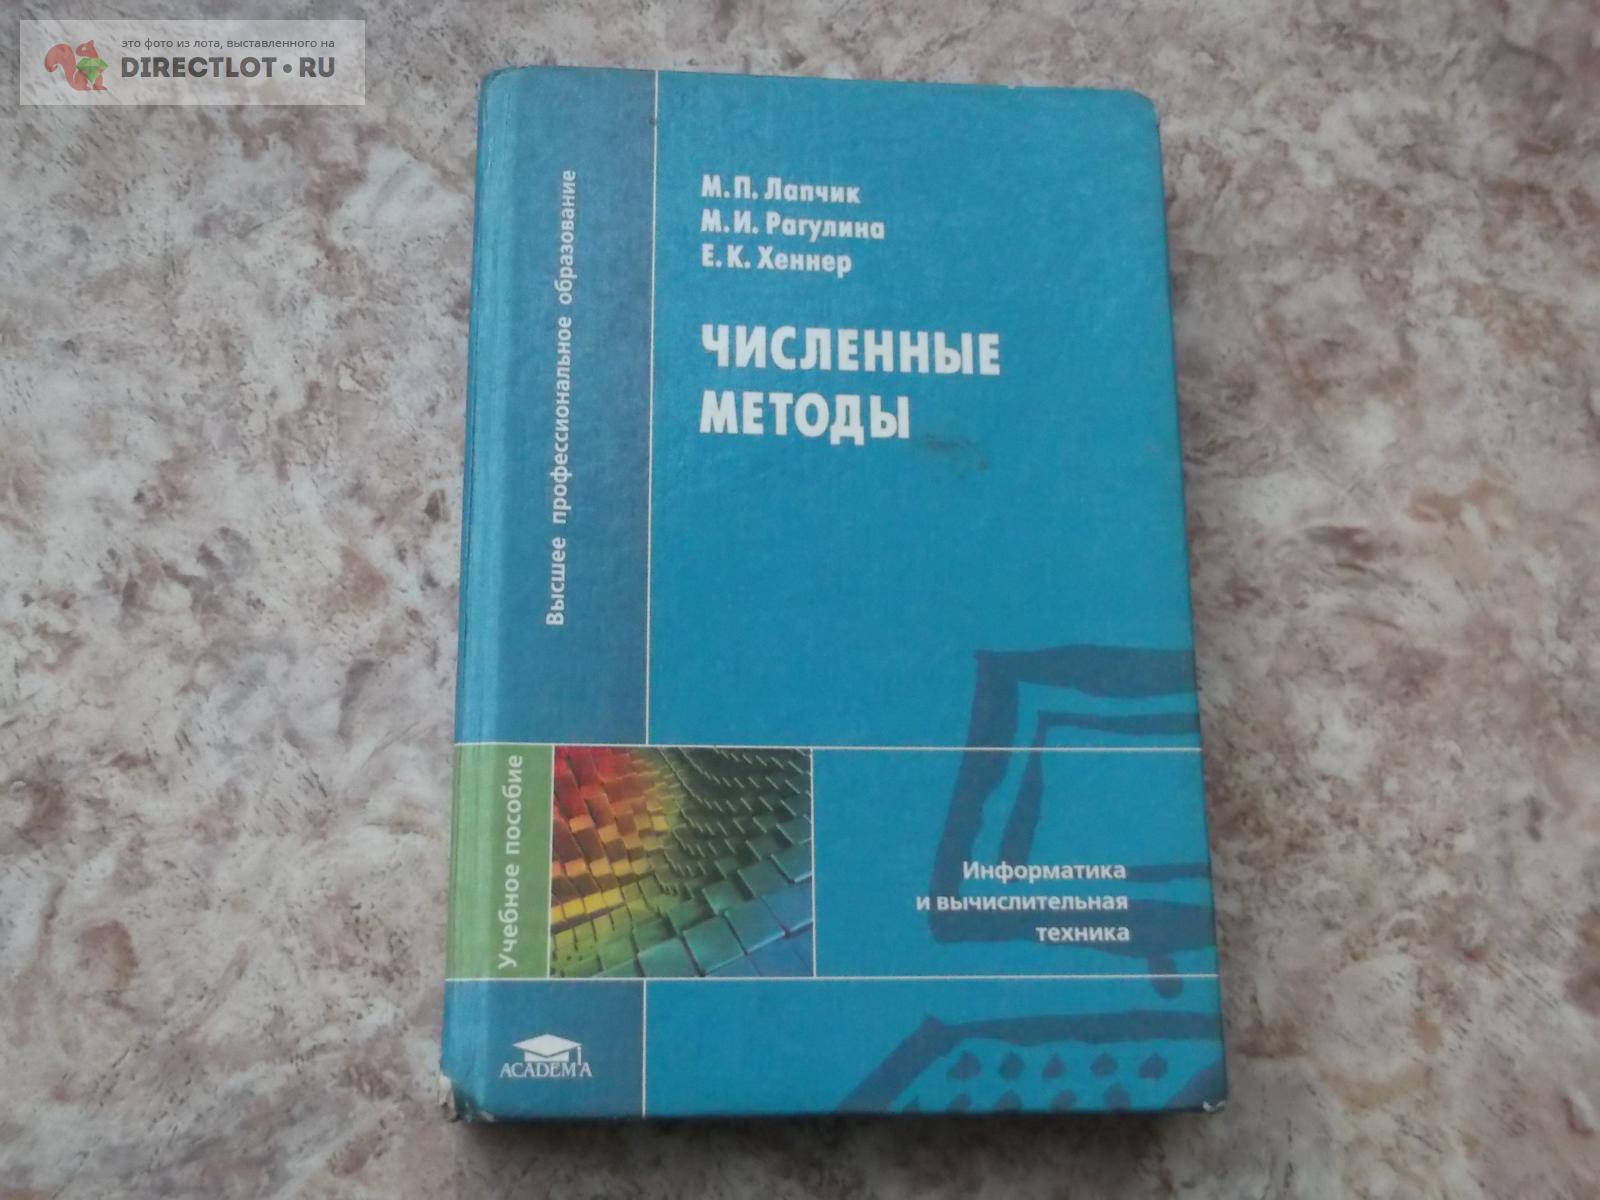 это фото из лота, выставленного на
DIRECTLOT•RU
М.П. Лапчик
М.И. Рагулина
Е.К. Хеннер
ЧИСЛЕННЫЕ
МЕТОДЫ
Высшее профессиональное образование
Учебное пособие
Информатика
и вычислительная
техника
ACADEM'A